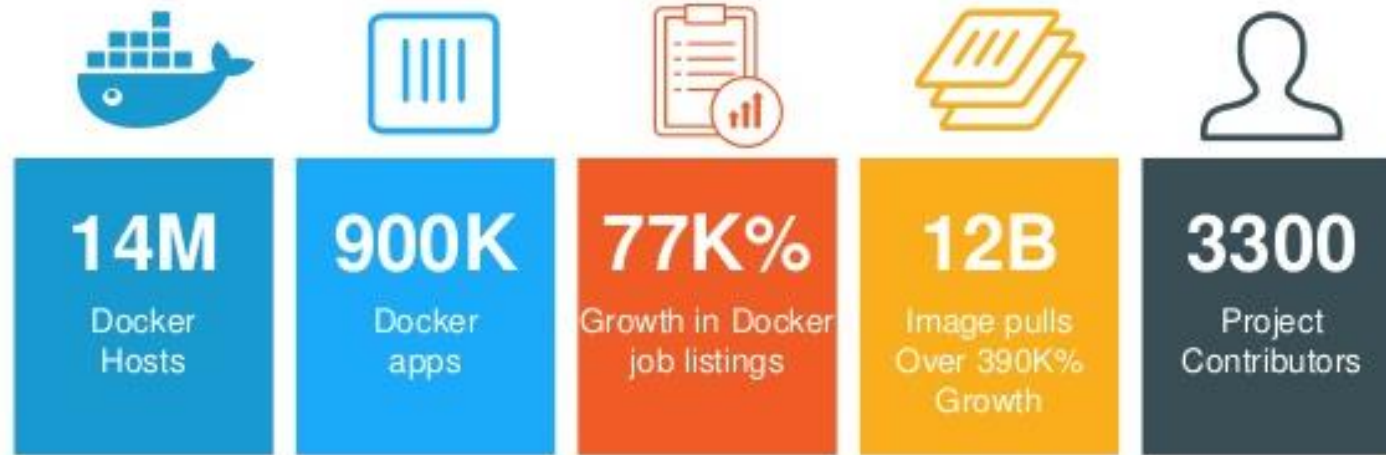 14M
Docker
Hosts
900K
Docker
apps
77K%
Growth in Docker
job listings
12B
Image pulls
Over 390K%
Growth
3300
Project
Contributors